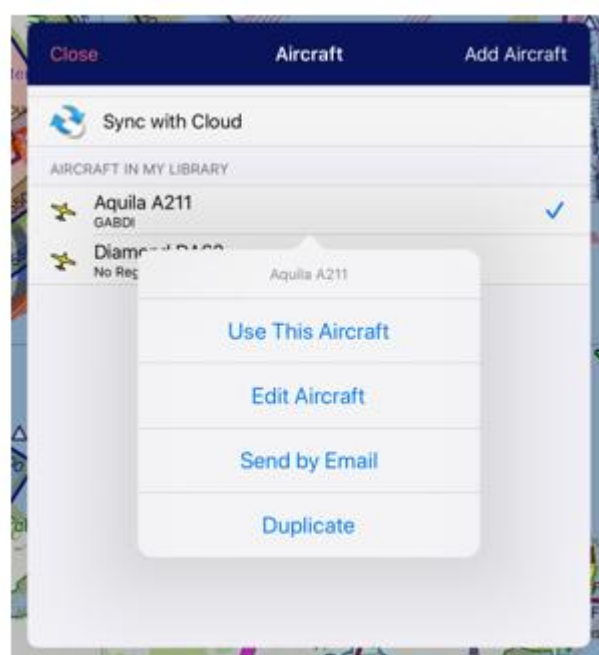 Close Aircraft Add Aircraft
Sync with Cloud
AIRCRAFT IN MY LIBRARY
Aquila A211
GABDI
No
Aquila A211
Use This Aircraft
Edit Aircraft
Send by Email
Duplicate